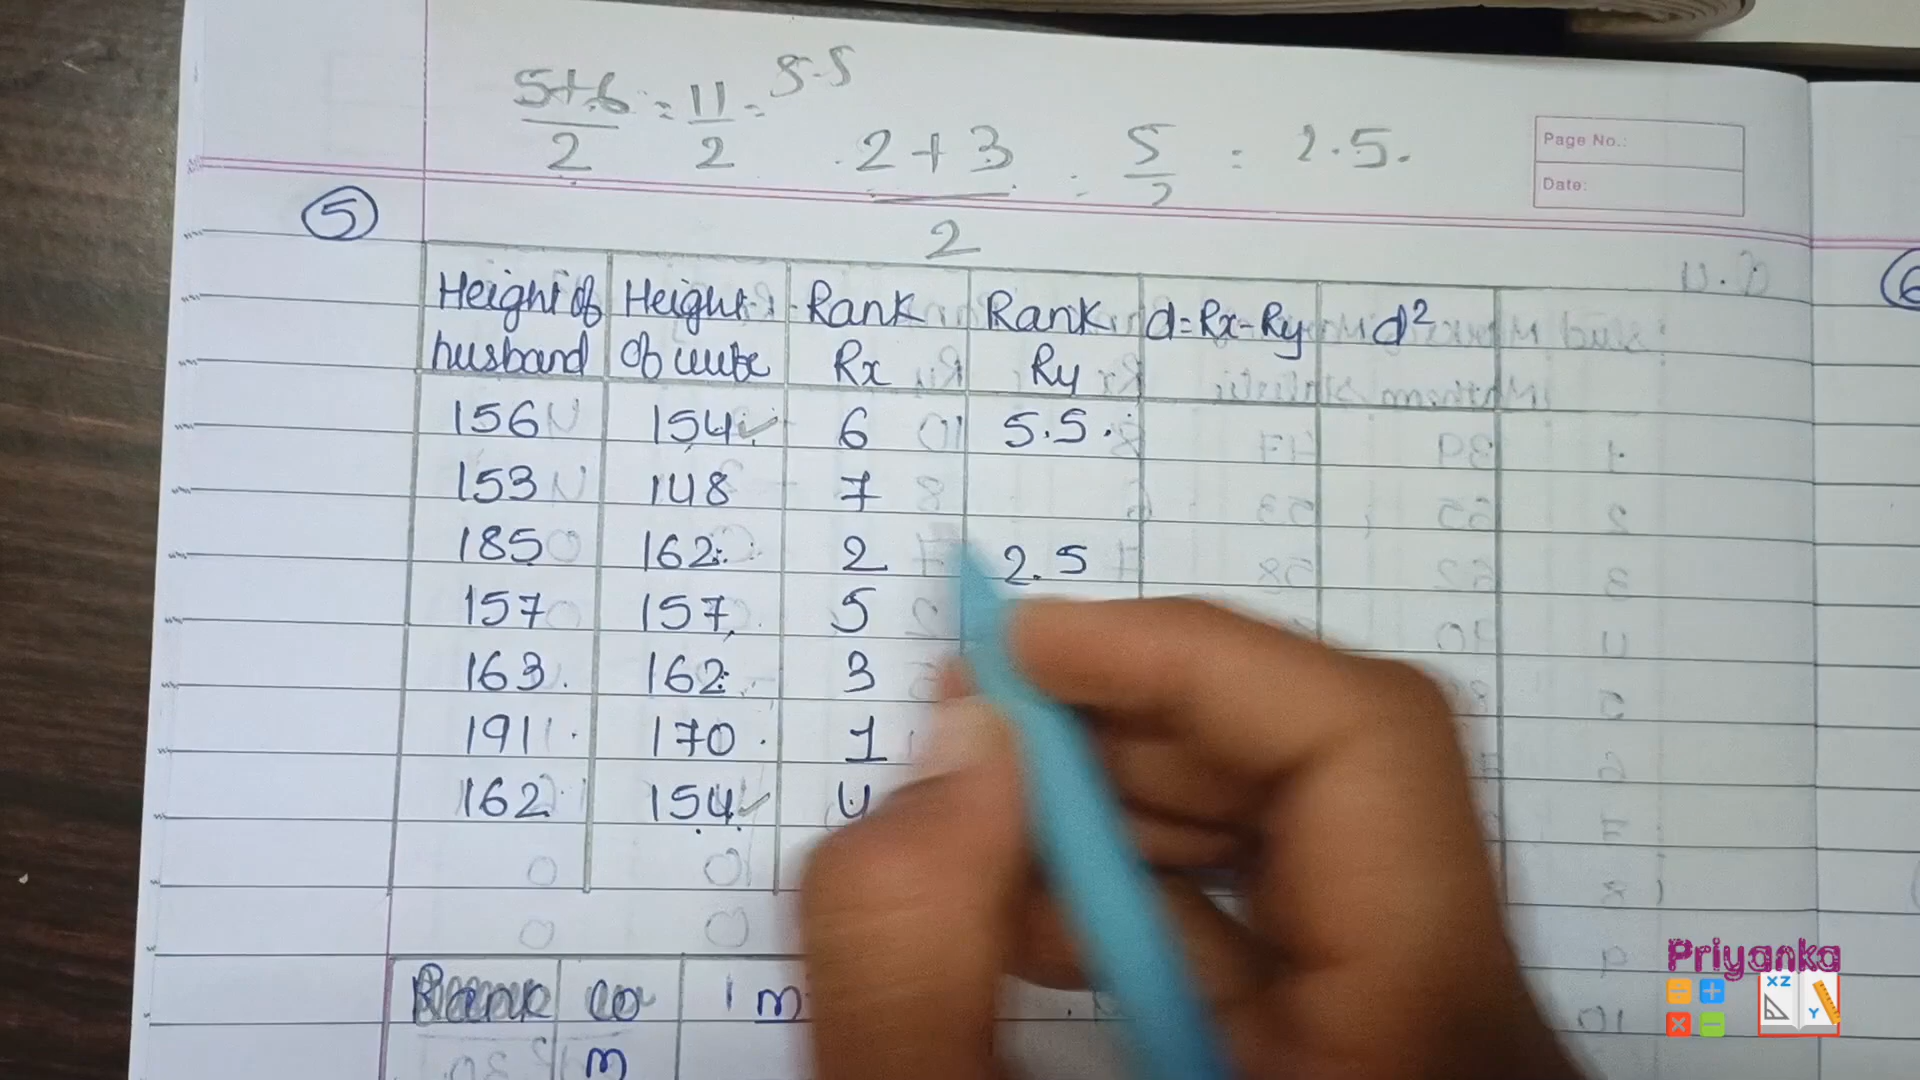 5+6 = 11 = 5.5
2 2
2+3 = 5 = 2.5.
2 2
Page No.:
Date:
5
Height of husband Height of wife Rank Rx Rank Ry d=Rx-Ry d²
156 154 6 5.5
153 148 7
185 162 2 2.5
157 157 5
163 162 3
191 170 1
162 154 4
Rank co m
m
Priyanka
XZ
Y